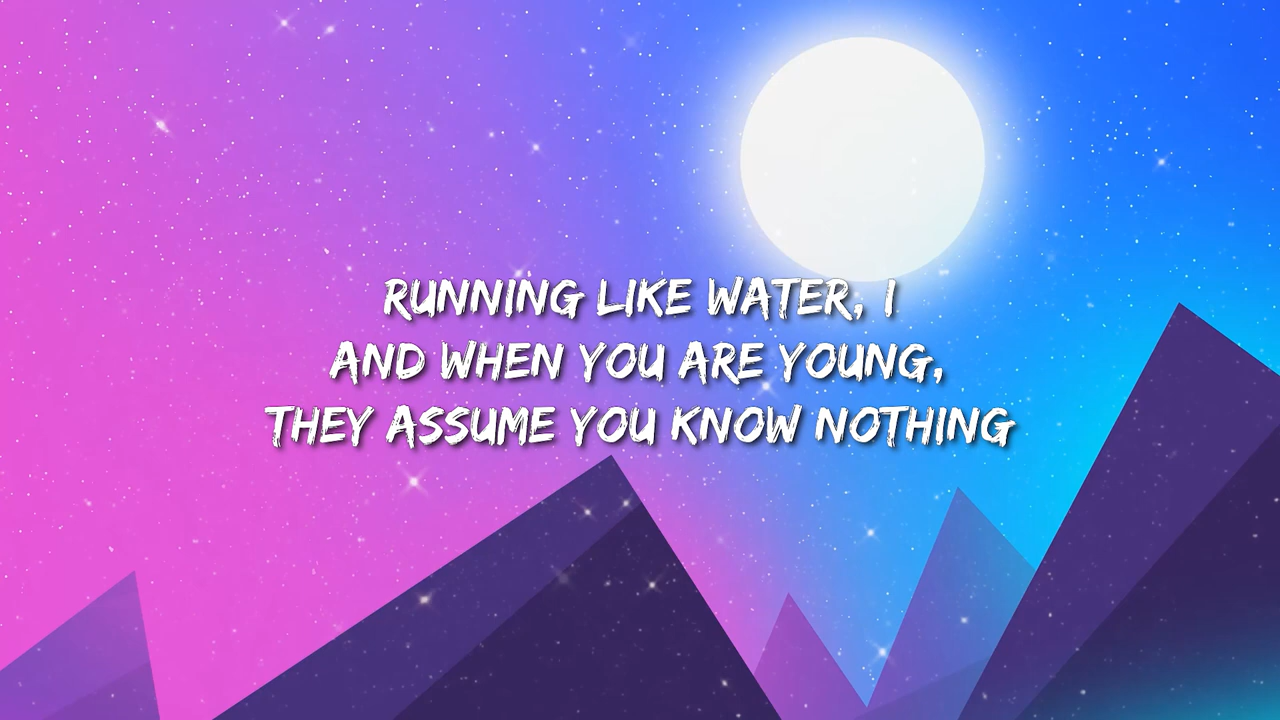 RUNNING LIKE WATER, I
AND WHEN YOU ARE YOUNG,
THEY ASSUME YOU KNOW NOTHING